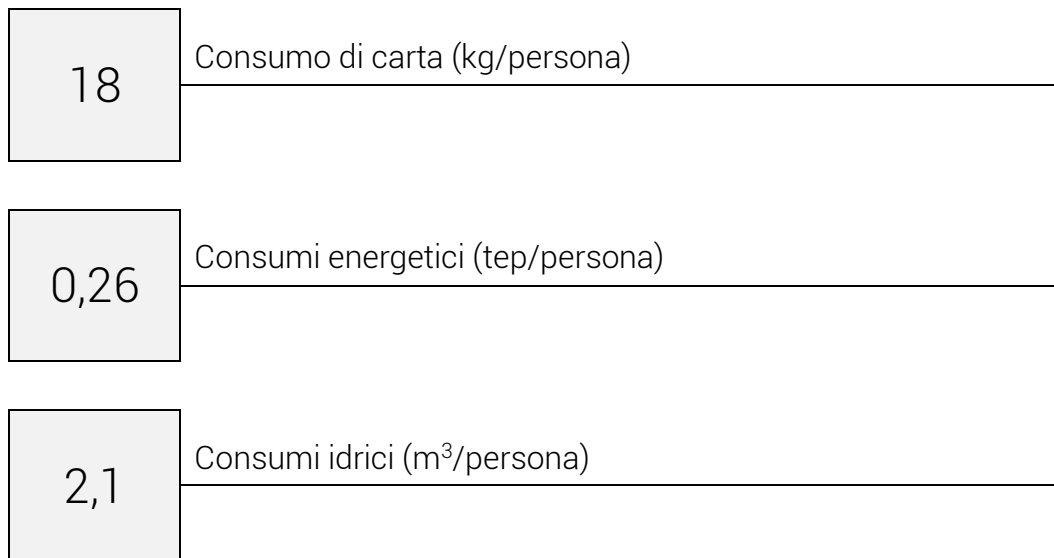 18
Consumo di carta (kg/persona)
0,26
Consumi energetici (tep/persona)
2,1
Consumi idrici (m³/persona)